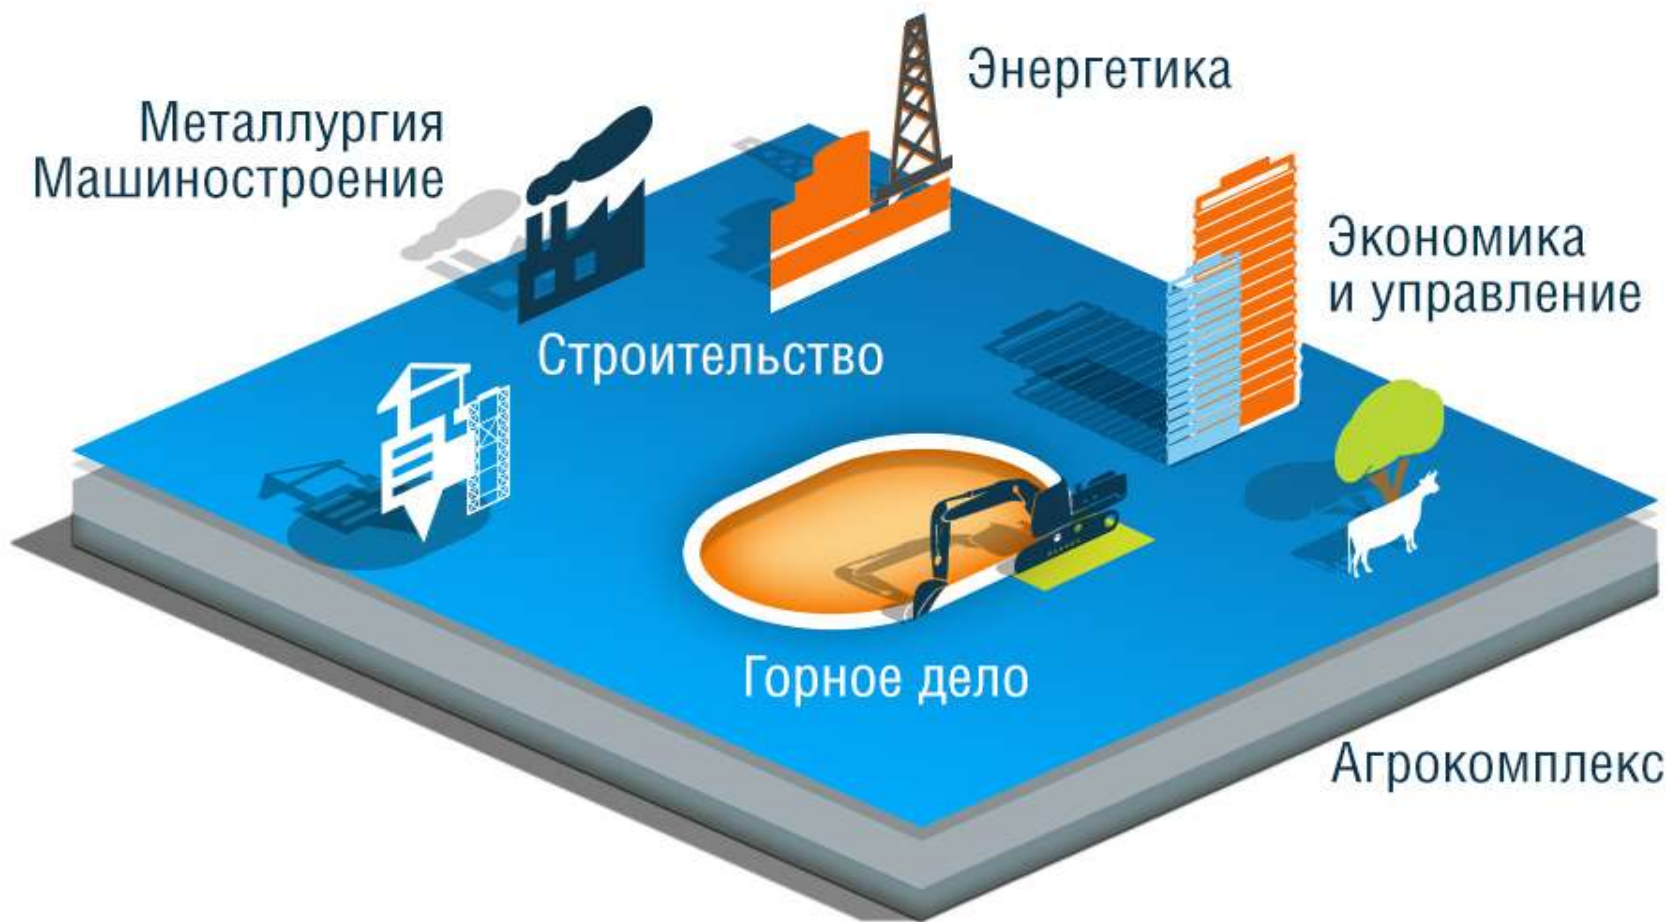 Энергетика
Металлургия
Машиностроение
Экономика
и управление
Строительство
Горное дело
Агрокомплекс